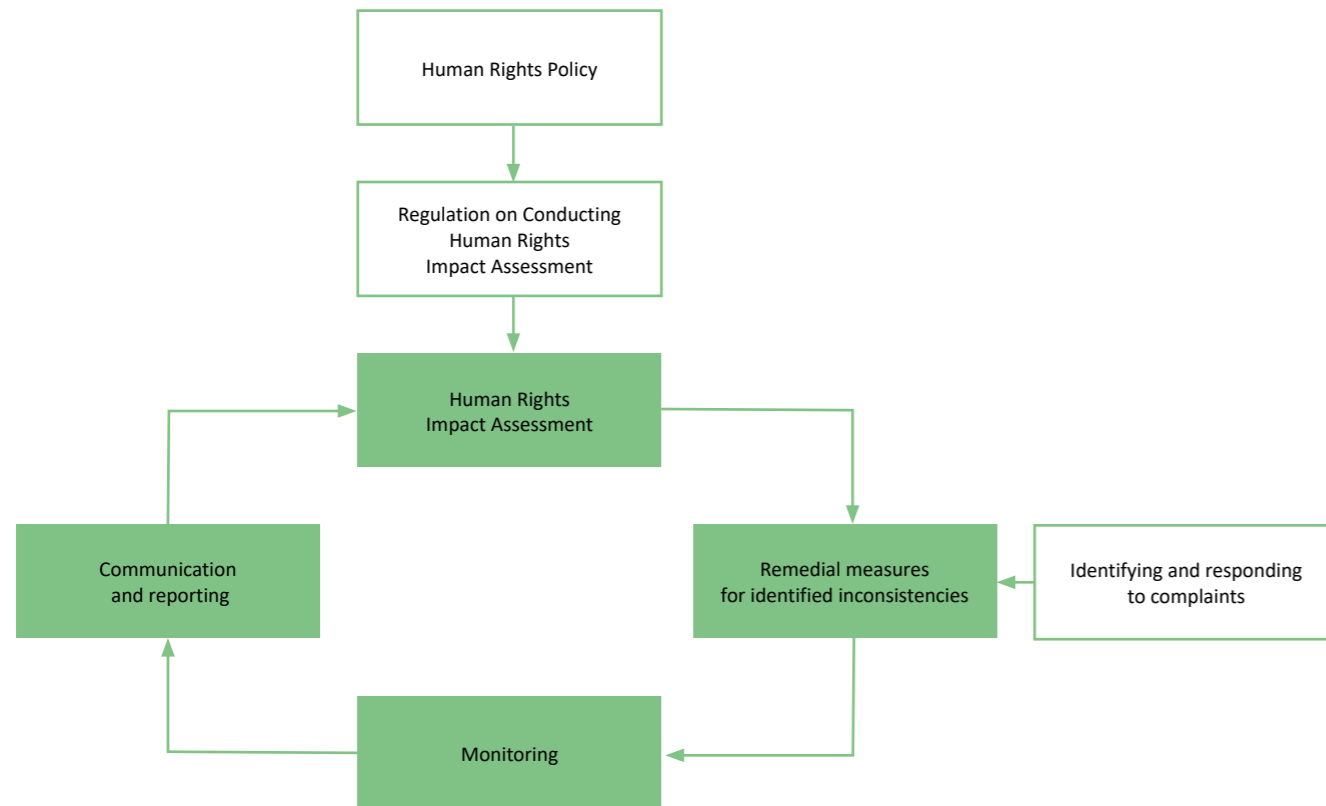 Human Rights Policy
Regulation on Conducting
Human Rights
Impact Assessment
Human Rights
Impact Assessment
Communication
and reporting
Remedial measures
for identified inconsistencies
Identifying and responding
to complaints
Monitoring